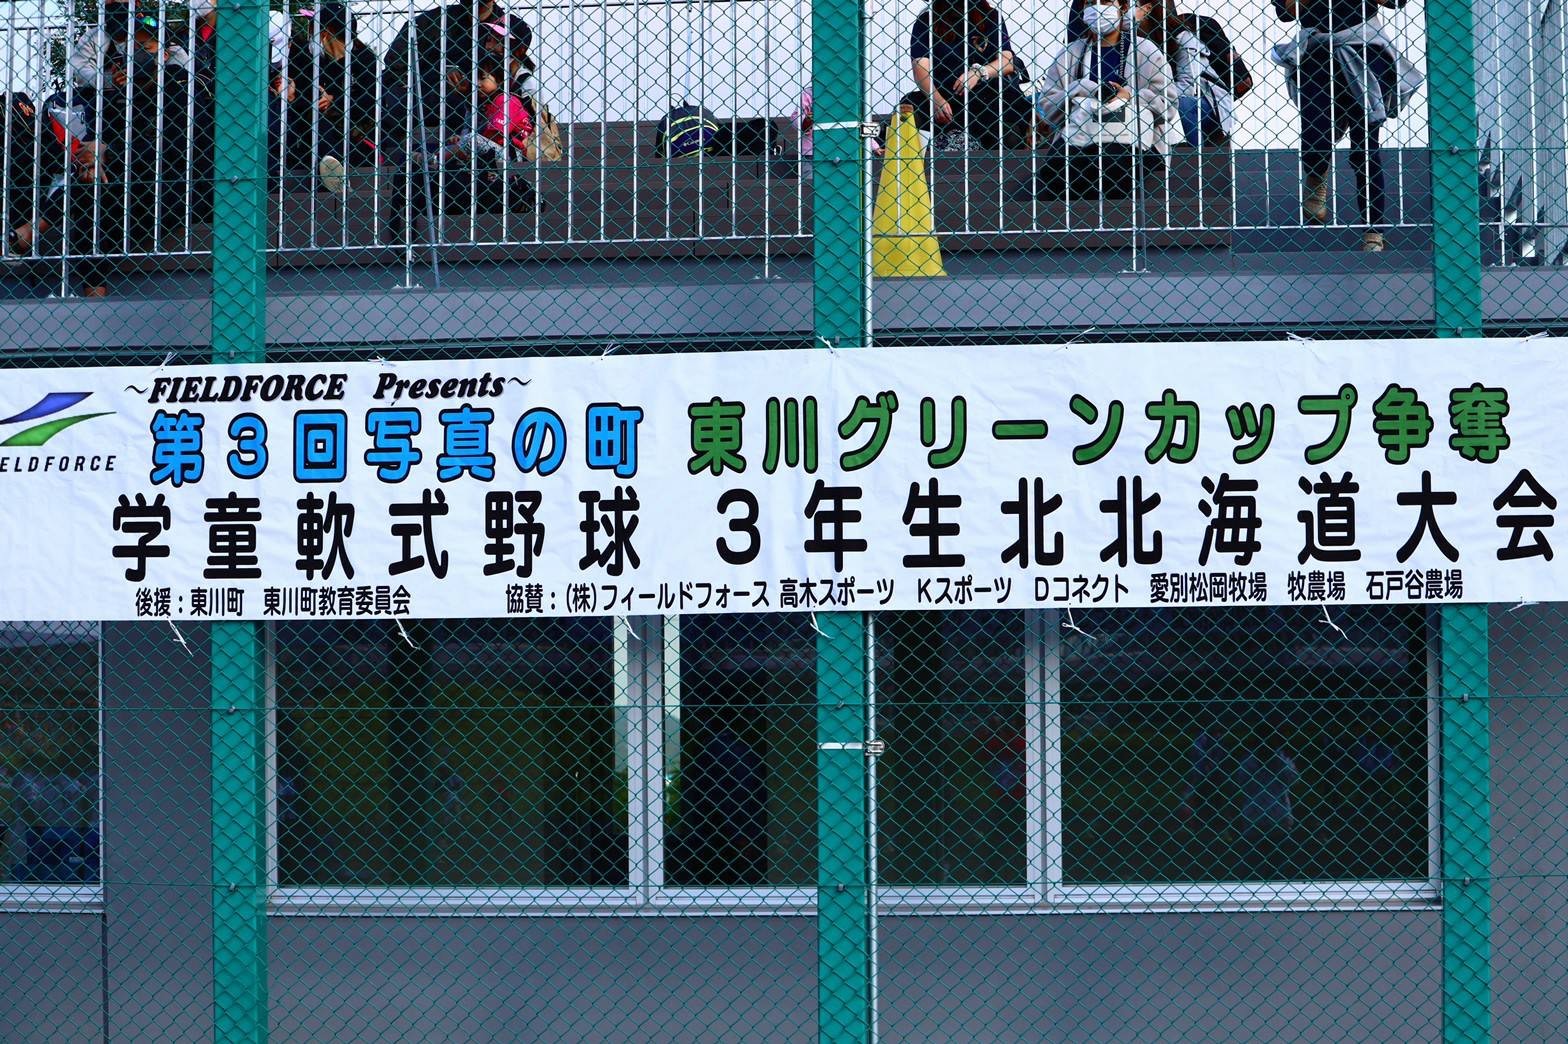 ～FIELDFORCE Presents～
ELDFORCE
第3回写真の町 東川グリーンカップ争奪
学童軟式野球 3年生北北海道大会
後援:東川町 東川町教育委員会 協賛:(株)フィールドフォース 高木スポーツ Kスポーツ Dコネクト 愛別松岡牧場 牧農場 石戸谷農場